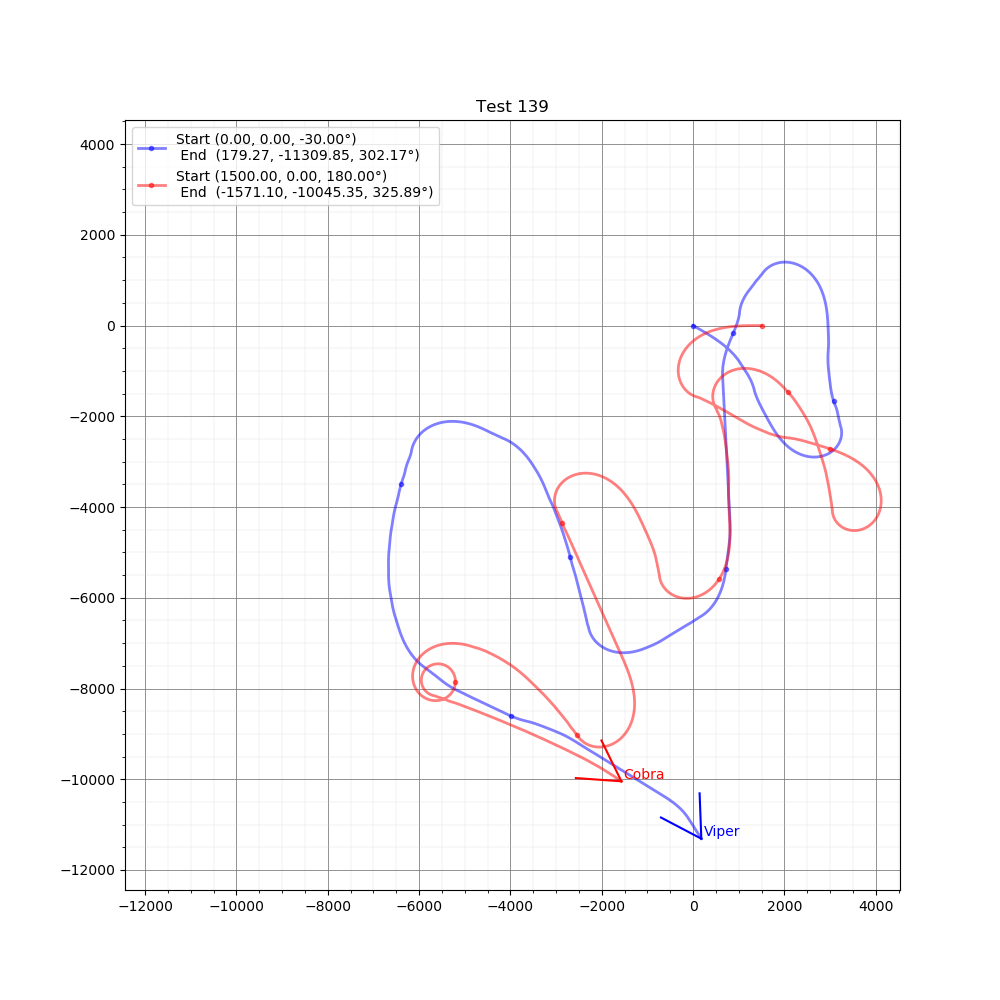 Test 139
Start (0.00, 0.00, -30.00°)
End  (179.27, -11309.85, 302.17°)
Start (1500.00, 0.00, 180.00°)
End  (-1571.10, -10045.35, 325.89°)
4000
2000
0
−2000
−4000
−6000
−8000
−10000
−12000
Cobra
Viper
−12000 −10000 −8000 −6000 −4000 −2000 0 2000 4000